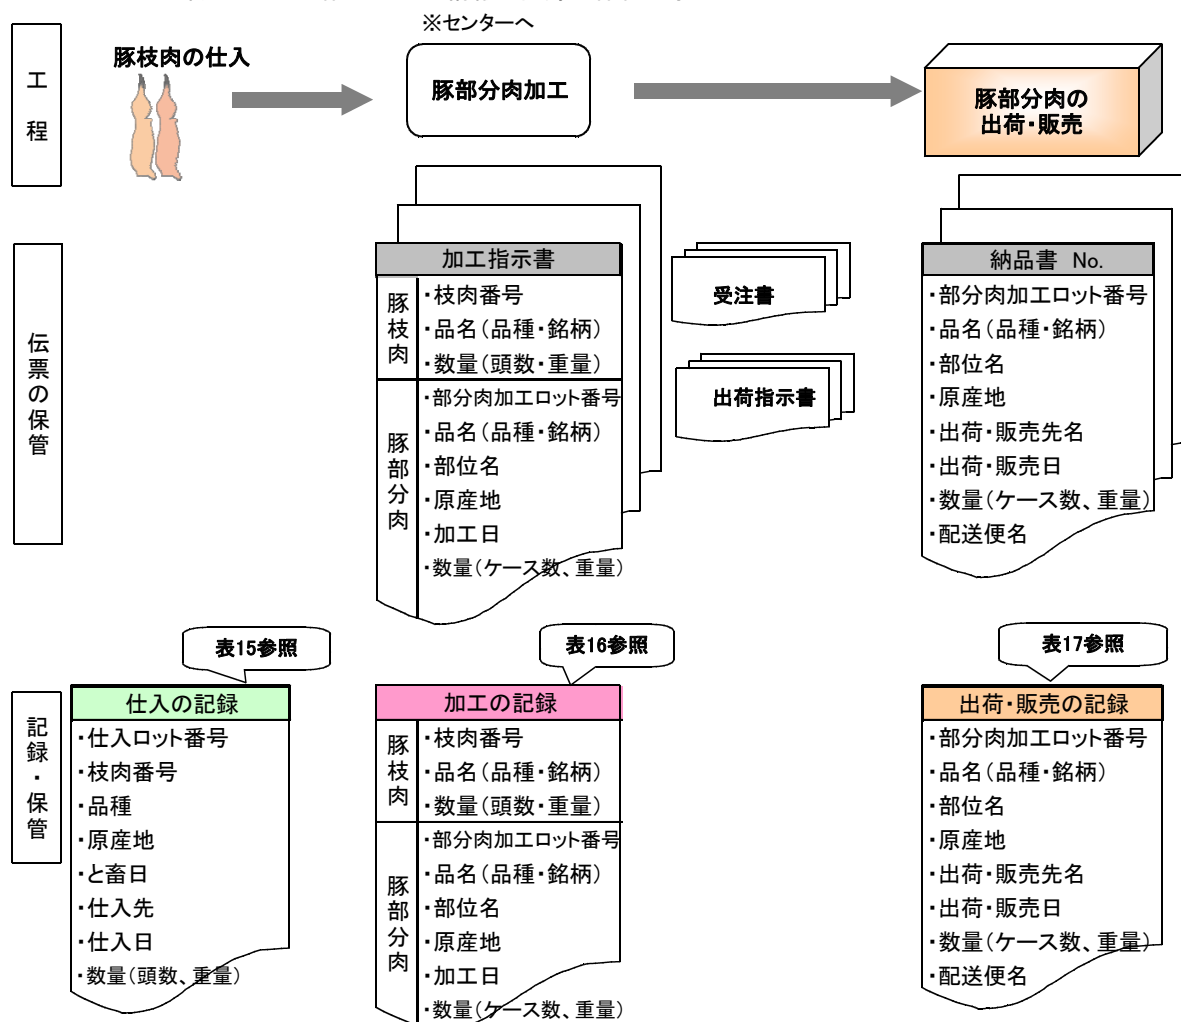 ※センターへ
工程
豚枝肉の仕入
豚部分肉加工
豚部分肉の
出荷・販売
伝票の保管
加工指示書
豚枝肉
・枝肉番号
・品名(品種・銘柄)
・数量(頭数・重量)
豚部分肉
・部分肉加工ロット番号
・品名(品種・銘柄)
・部位名
・原産地
・加工日
・数量(ケース数、重量)
受注書
出荷指示書
納品書 No.
・部分肉加工ロット番号
・品名(品種・銘柄)
・部位名
・原産地
・出荷・販売先名
・出荷・販売日
・数量(ケース数、重量)
・配送便名
表15参照
表16参照
表17参照
記録・保管
仕入の記録
・仕入ロット番号
・枝肉番号
・品種
・原産地
・と畜日
・仕入先
・仕入日
・数量(頭数、重量)
加工の記録
豚枝肉
・枝肉番号
・品名(品種・銘柄)
・数量(頭数・重量)
豚部分肉
・部分肉加工ロット番号
・品名(品種・銘柄)
・部位名
・原産地
・加工日
・数量(ケース数、重量)
出荷・販売の記録
・部分肉加工ロット番号
・品名(品種・銘柄)
・部位名
・原産地
・出荷・販売先名
・出荷・販売日
・数量(ケース数、重量)
・配送便名